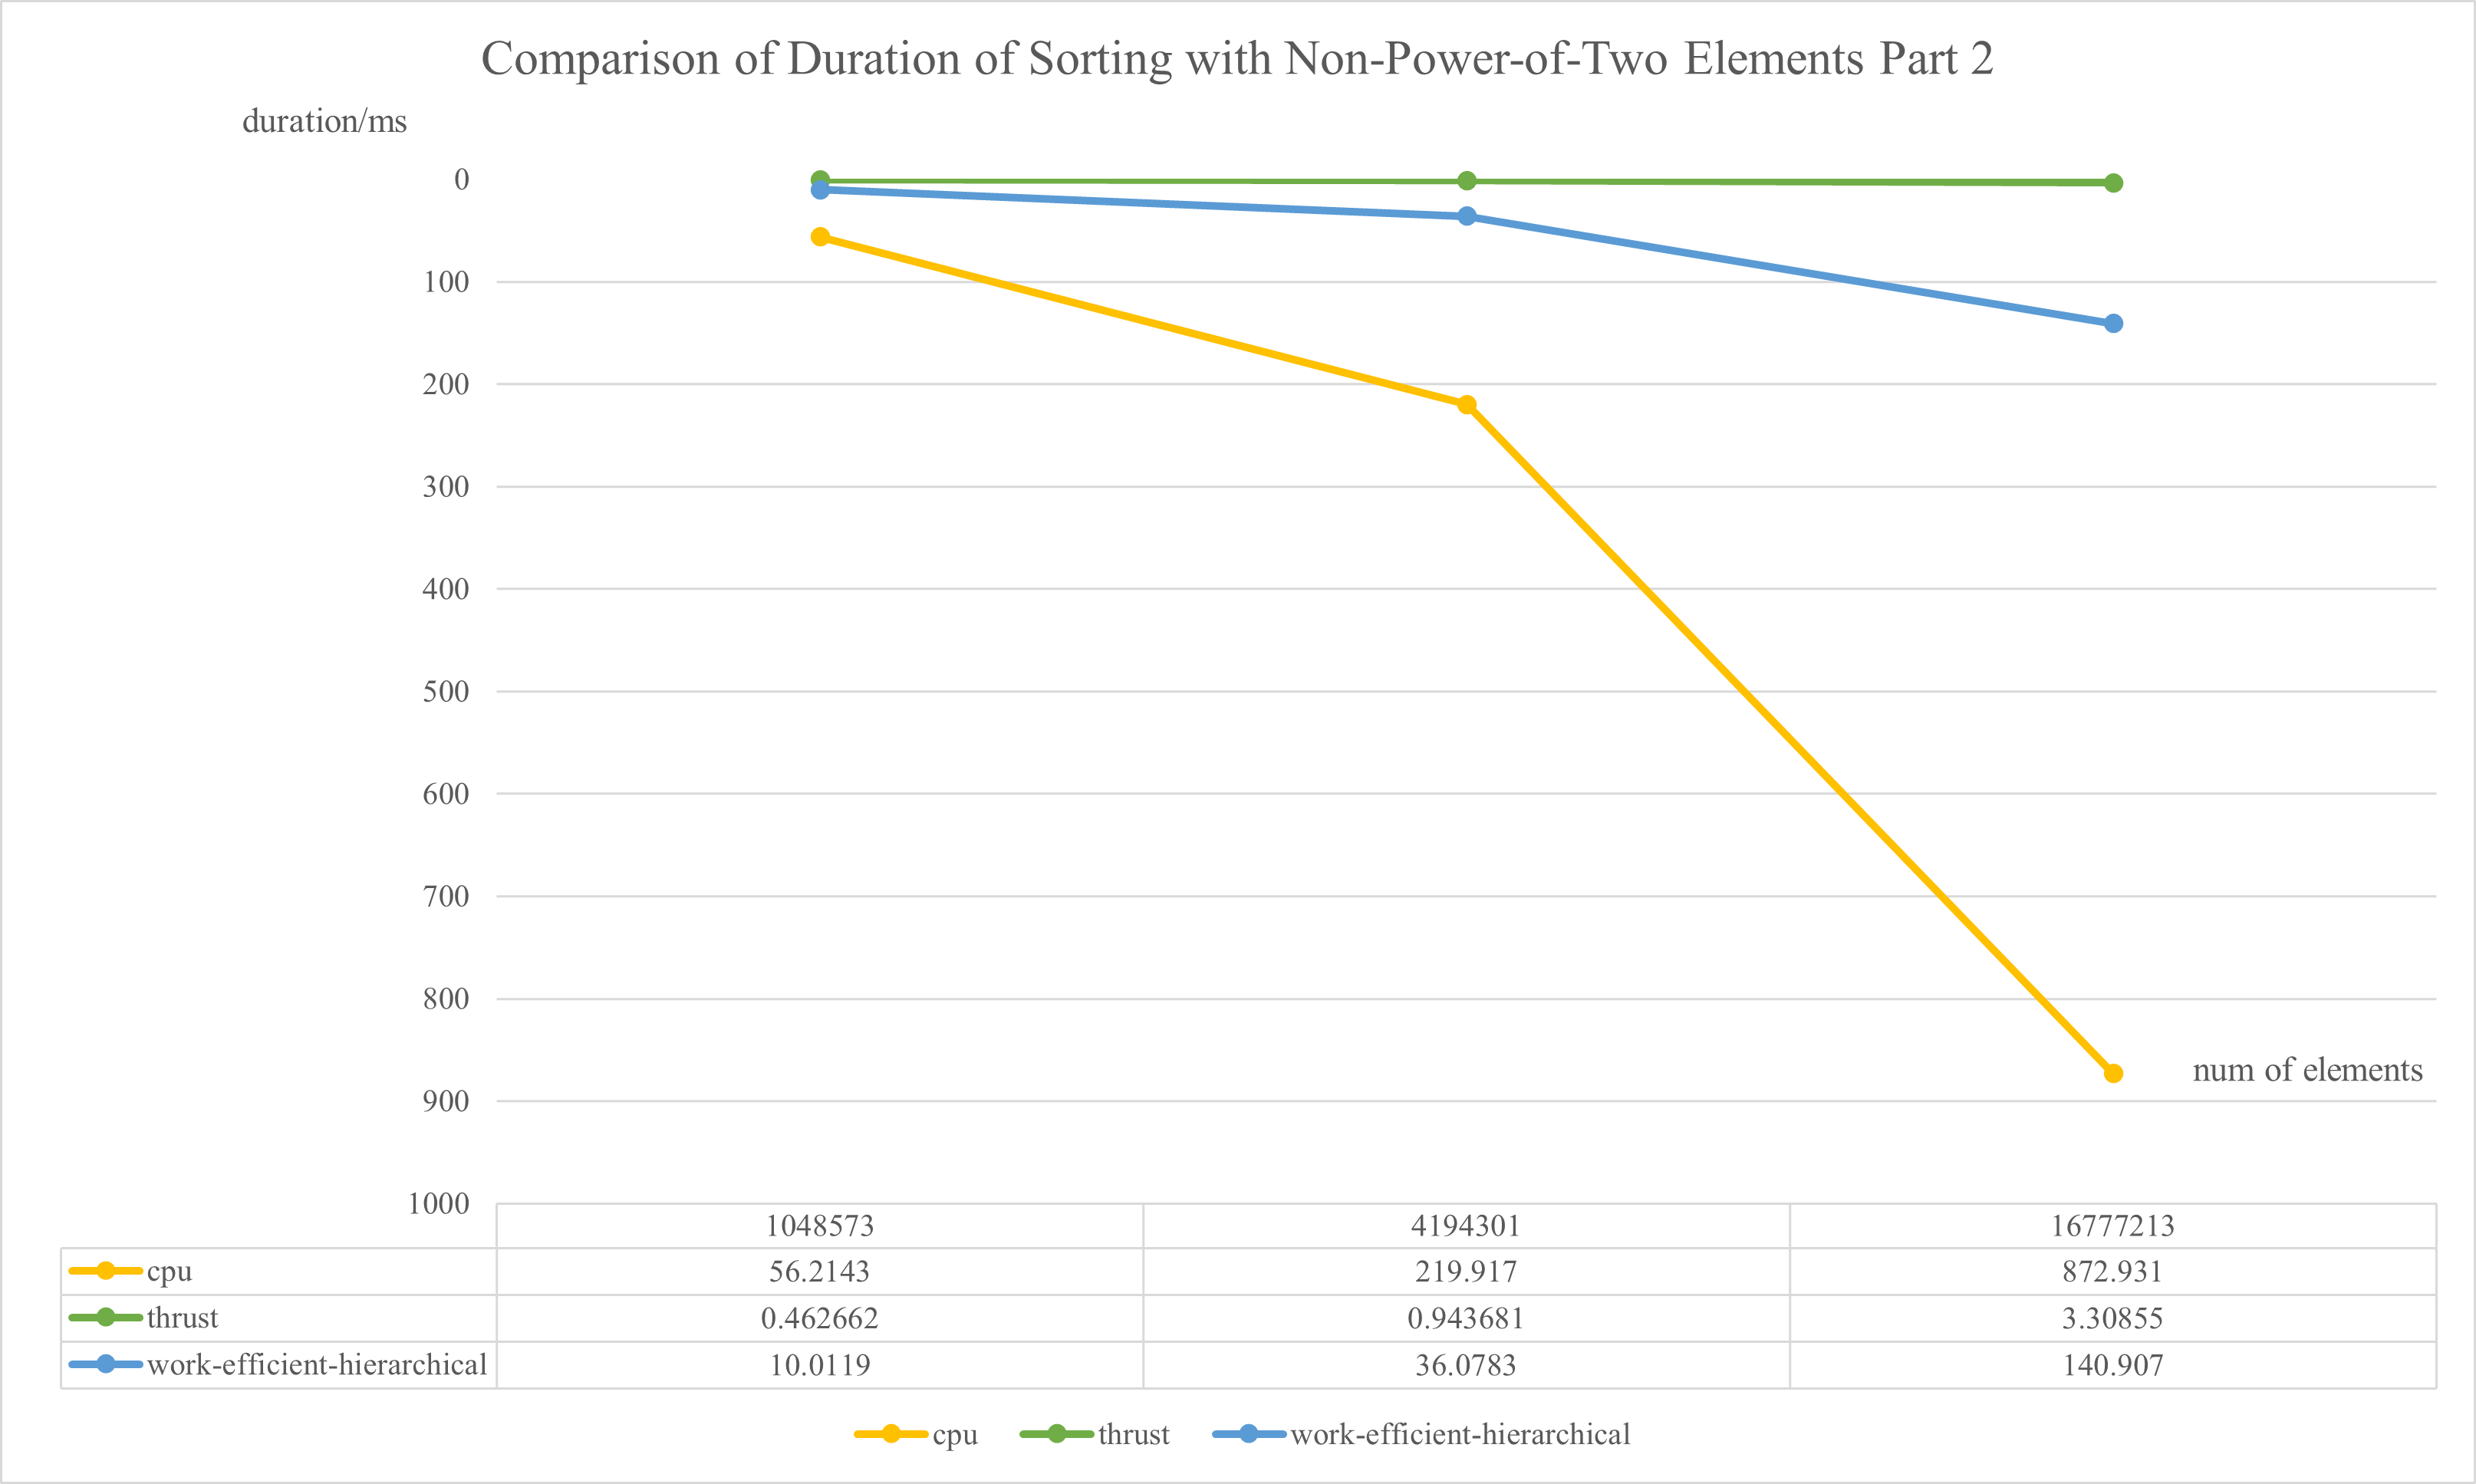 Comparison of Duration of Sorting with Non-Power-of-Two Elements Part 2
duration/ms
0
100
200
300
400
500
600
700
800
900
1000
num of elements
1048573 4194301 16777213
cpu 56.2143 219.917 872.931
thrust 0.462662 0.943681 3.30855
work-efficient-hierarchical 10.0119 36.0783 140.907
cpu thrust work-efficient-hierarchical